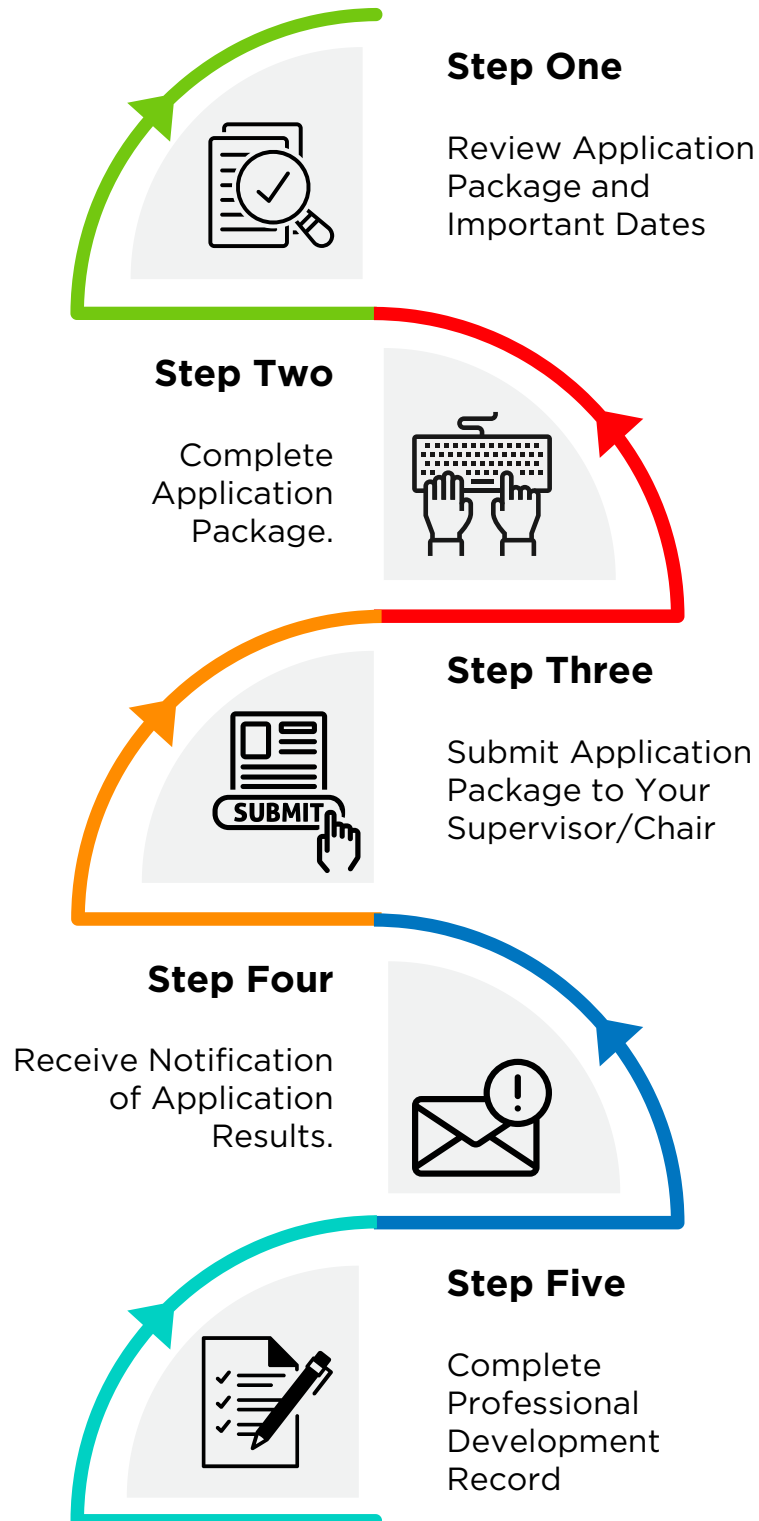 Step One
Review Application
Package and
Important Dates
Step Two
Complete
Application
Package.
Step Three
Submit Application
Package to Your
Supervisor/Chair
SUBMIT
Step Four
Receive Notification
of Application
Results.
!
Step Five
Complete
Professional
Development
Record